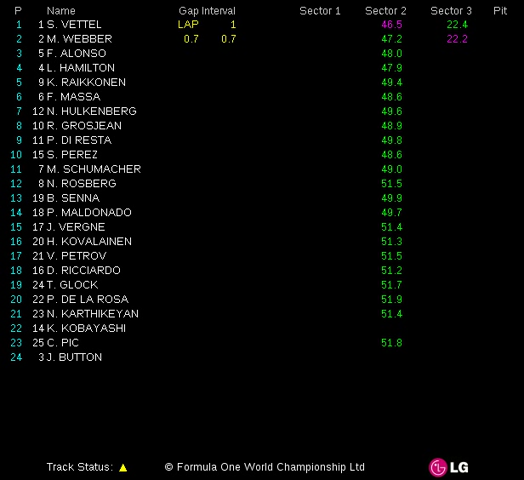 P Name Gap Interval Sector 1 Sector 2 Sector 3 Pit
1 1 S. VETTEL LAP 1 46.5 22.4
2 2 M. WEBBER 0.7 0.7 47.2 22.2
3 5 F. ALONSO 48.0
4 4 L. HAMILTON 47.9
5 9 K. RAIKKONEN 49.4
6 6 F. MASSA 48.6
7 12 N. HULKENBERG 49.6
8 10 R. GROSJEAN 48.9
9 11 P. DI RESTA 49.8
10 15 S. PEREZ 48.6
11 7 M. SCHUMACHER 49.0
12 8 N. ROSBERG 51.5
13 19 B. SENNA 49.9
14 18 P. MALDONADO 49.7
15 17 J. VERGNE 51.4
16 20 H. KOVALAINEN 51.3
17 21 V. PETROV 51.5
18 16 D. RICCIARDO 51.2
19 24 T. GLOCK 51.7
20 22 P. DE LA ROSA 51.9
21 23 N. KARTHIKEYAN 51.4
22 14 K. KOBAYASHI
23 25 C. PIC 51.8
24 3 J. BUTTON
Track Status: © Formula One World Championship Ltd LG